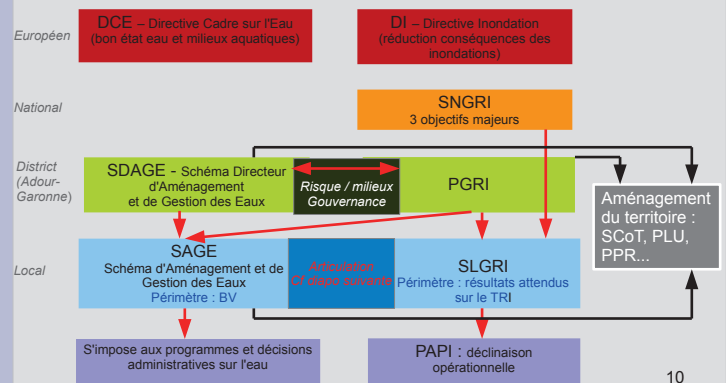 Européen
DCE – Directive Cadre sur l'Eau
(bon état eau et milieux aquatiques)
DI – Directive Inondation
(réduction conséquences des
inondations)
National
SNGRI
3 objectifs majeurs
District
(Adour-
Garonne)
SDAGE - Schéma Directeur
d'Aménagement
et de Gestion des Eaux
Risque / milieux
Gouvernance
PGRI
Aménagement
du territoire :
SCoT, PLU,
PPR...
Local
SAGE
Schéma d'Aménagement et de
Gestion des Eaux
Périmètre : BV
Articulation
Cf diapo suivante
SLGRI
Périmètre : résultats attendus
sur le TRI
S'impose aux programmes et décisions
administratives sur l'eau
PAPI : déclinaison
opérationnelle
10